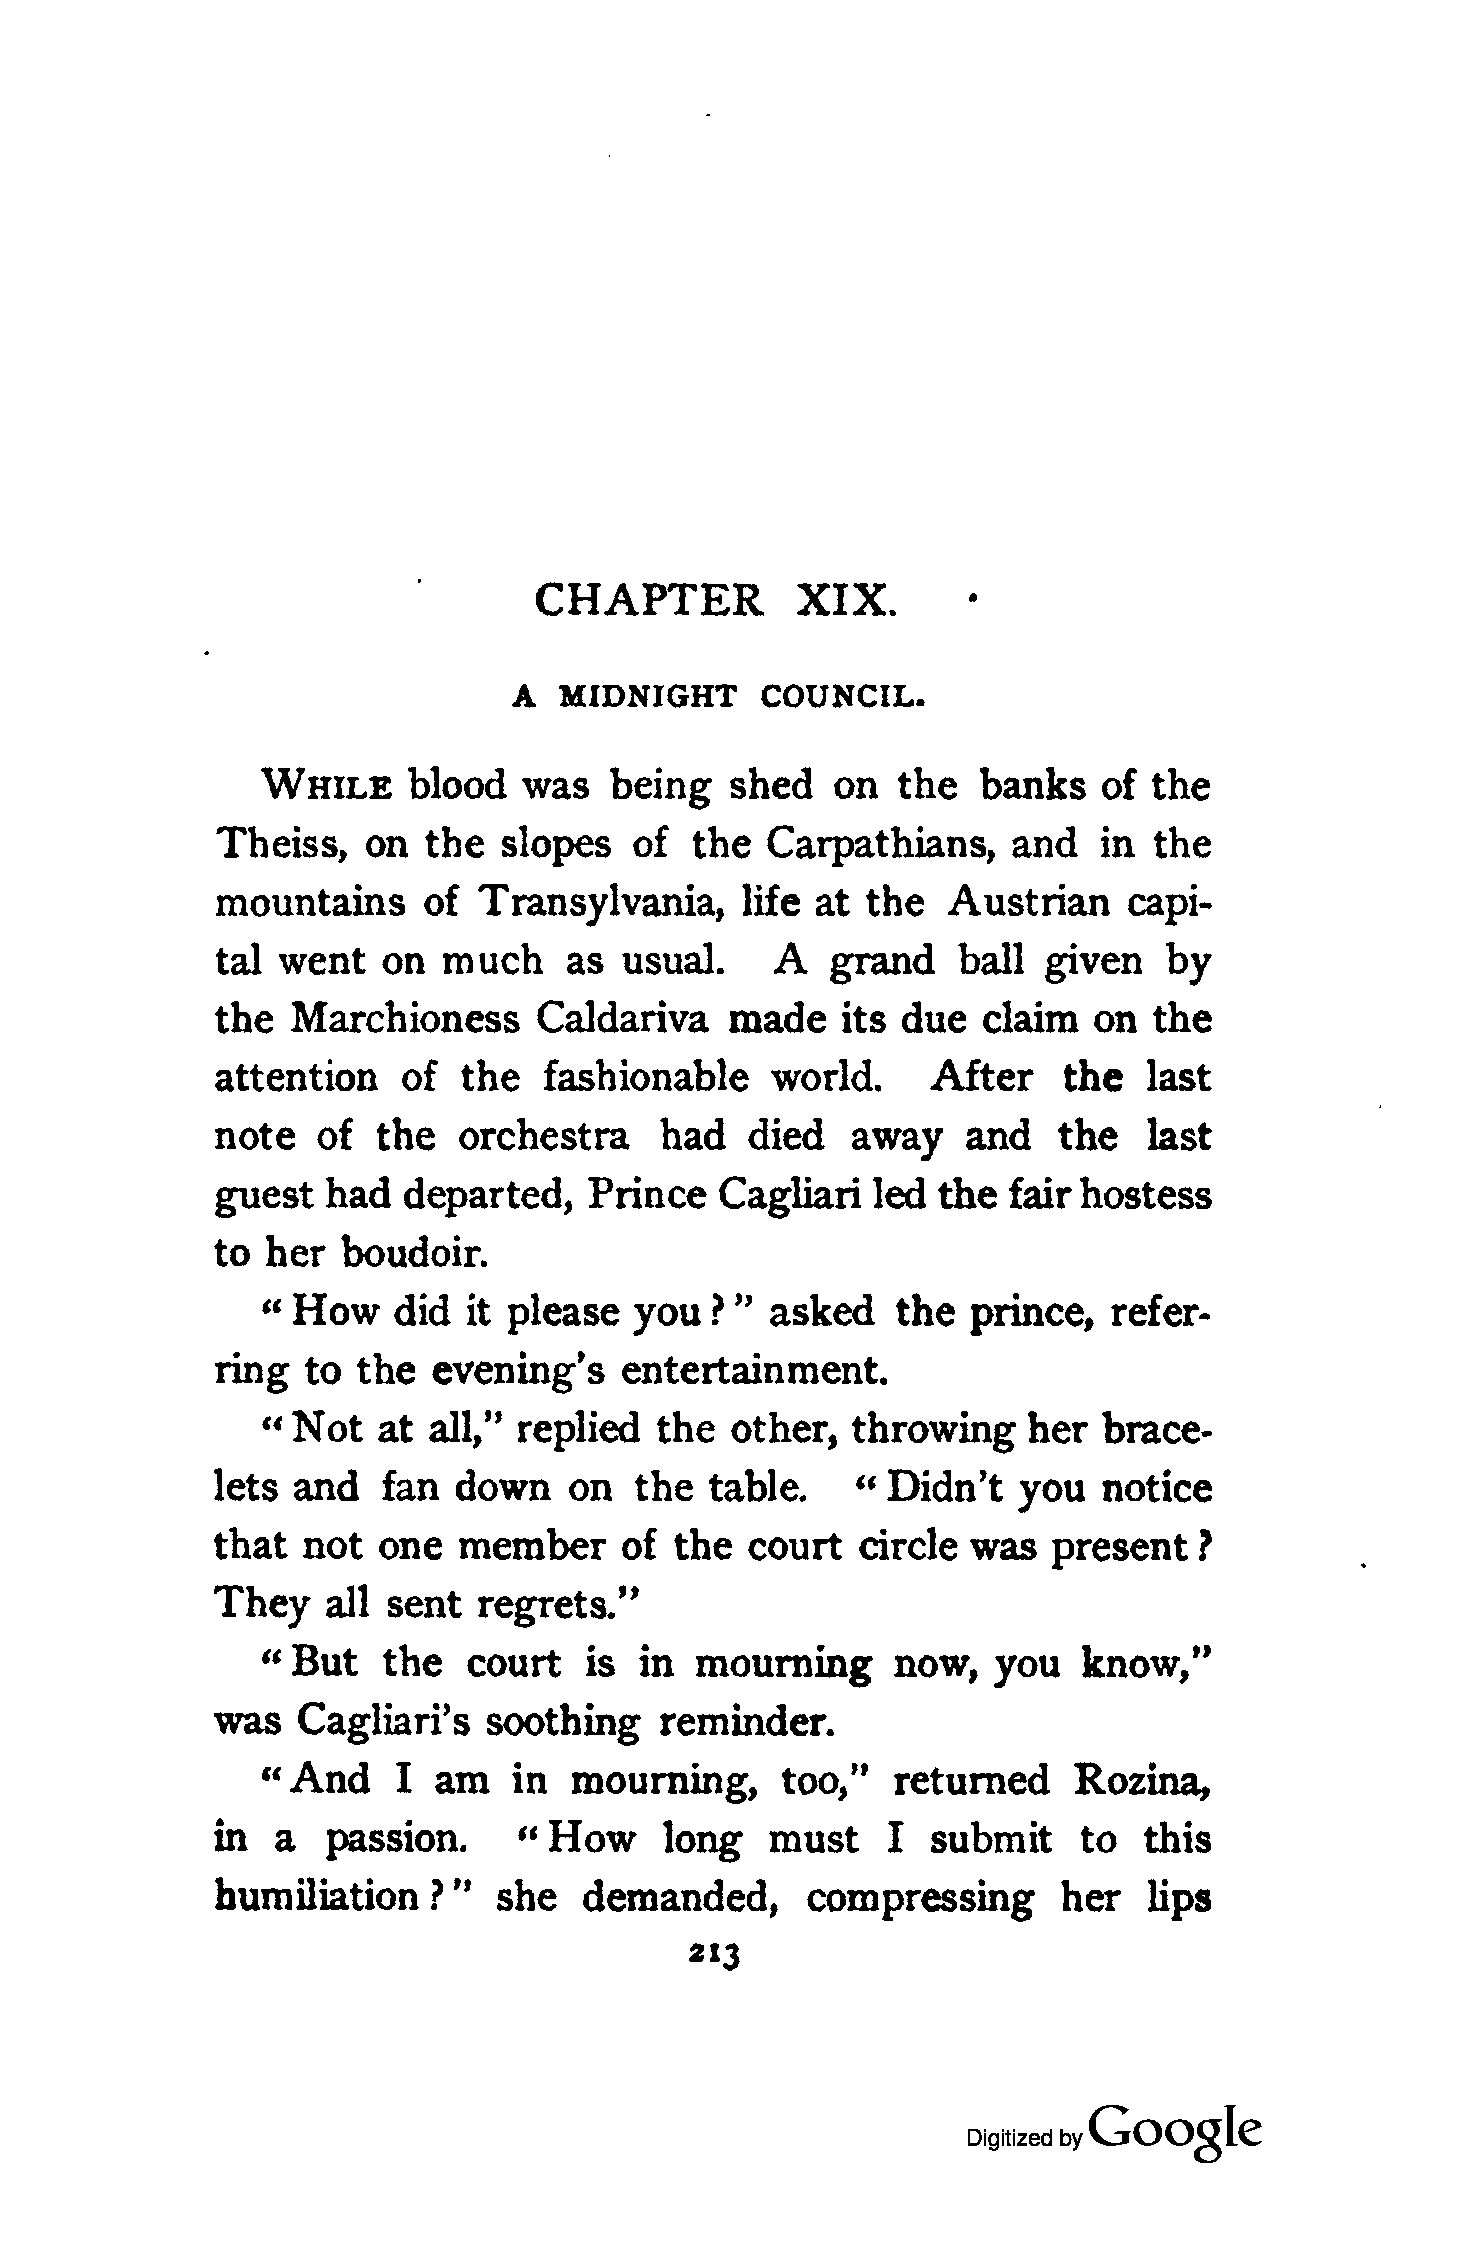 CHAPTER XIX.
A MIDNIGHT COUNCIL.
WHILE blood was being shed on the banks of the
Theiss, on the slopes of the Carpathians, and in the
mountains of Transylvania, life at the Austrian capi-
tal went on much as usual. A grand ball given by
the Marchioness Caldariva made its due claim on the
attention of the fashionable world. After the last
note of the orchestra had died away and the last
guest had departed, Prince Cagliari led the fair hostess
to her boudoir.
"How did it please you?" asked the prince, refer-
ring to the evening's entertainment.
"Not at all," replied the other, throwing her brace-
lets and fan down on the table. "Didn't you notice
that not one member of the court circle was present?
They all sent regrets."
"But the court is in mourning now, you know,"
was Cagliari's soothing reminder.
"And I am in mourning, too," returned Rozina,
in a passion. "How long must I submit to this
humiliation?" she demanded, compressing her lips
213
Digitized by Google